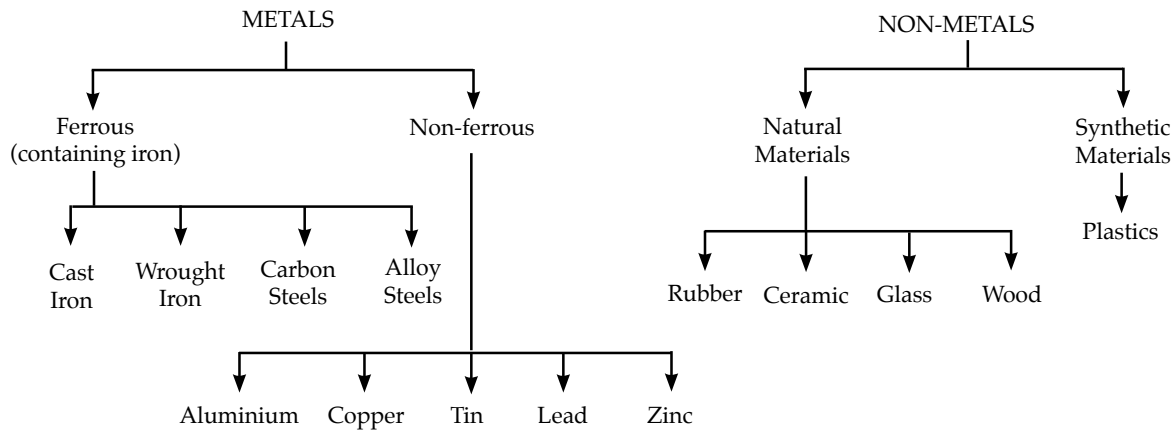 METALS
Ferrous
(containing iron)
Non-ferrous
Cast
Iron
Wrought
Iron
Carbon
Steels
Alloy
Steels
Aluminium
Copper
Tin
Lead
Zinc
NON-METALS
Natural
Materials
Synthetic
Materials
Plastics
Rubber
Ceramic
Glass
Wood